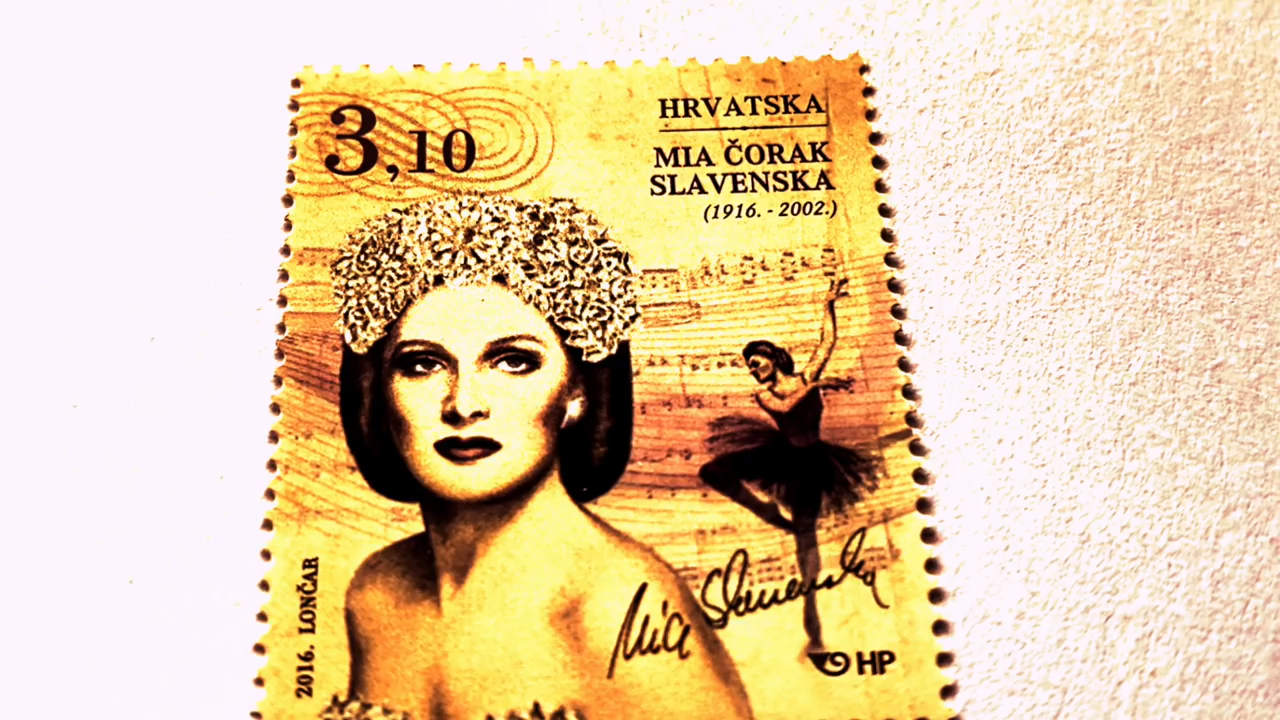 3,10
HRVATSKA
MIA ČORAK
SLAVENSKA
(1916. - 2002.)
2016. LONČAR
Mia Slavenska
HP